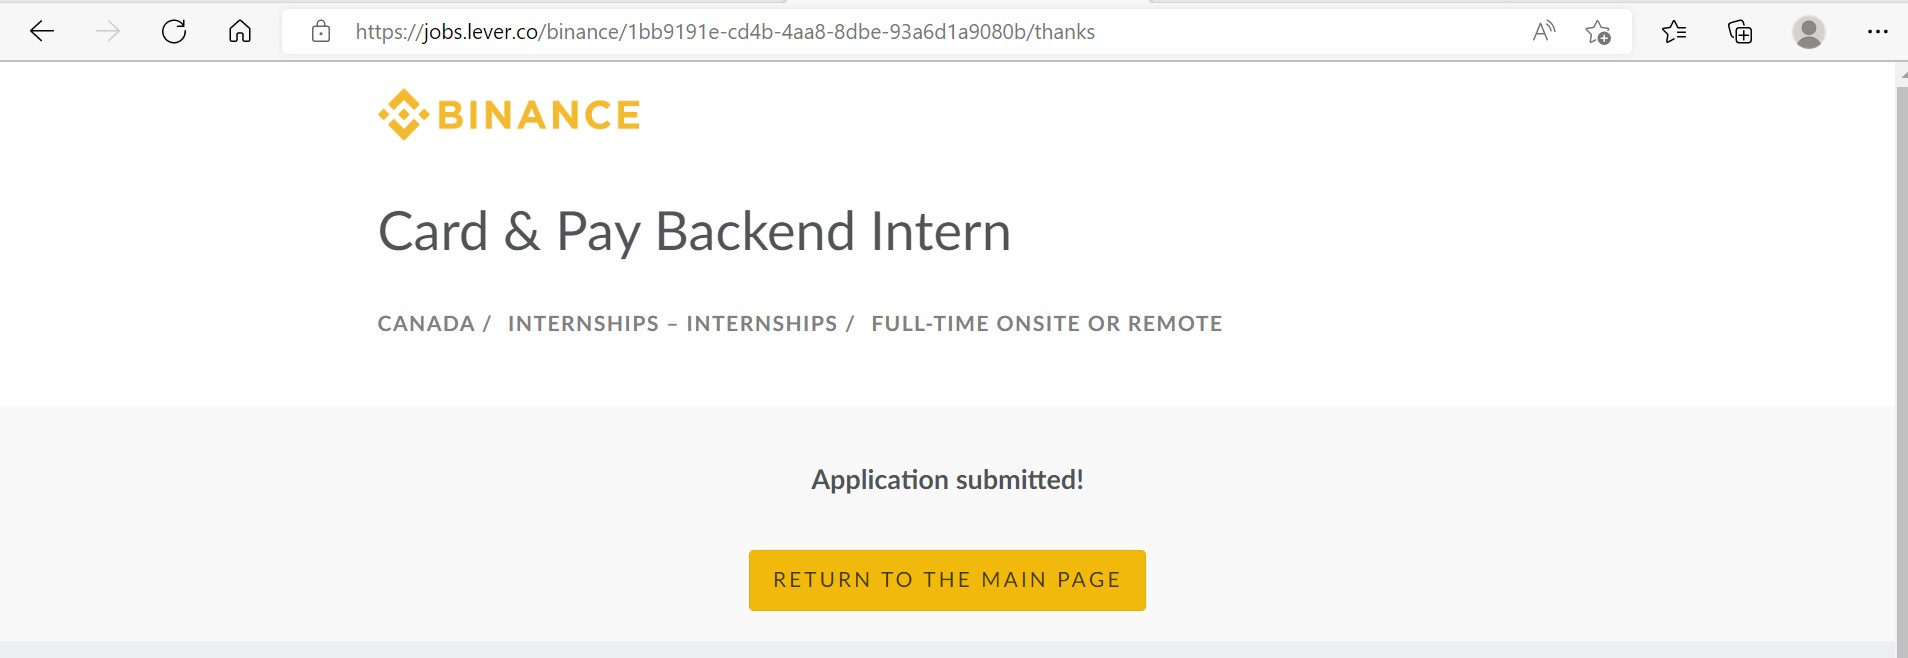 https://jobs.lever.co/binance/1bb9191e-cd4b-4aa8-8dbe-93a6d1a9080b/thanks
BINANCE
Card & Pay Backend Intern
CANADA / INTERNSHIPS – INTERNSHIPS / FULL-TIME ONSITE OR REMOTE
Application submitted!
RETURN TO THE MAIN PAGE